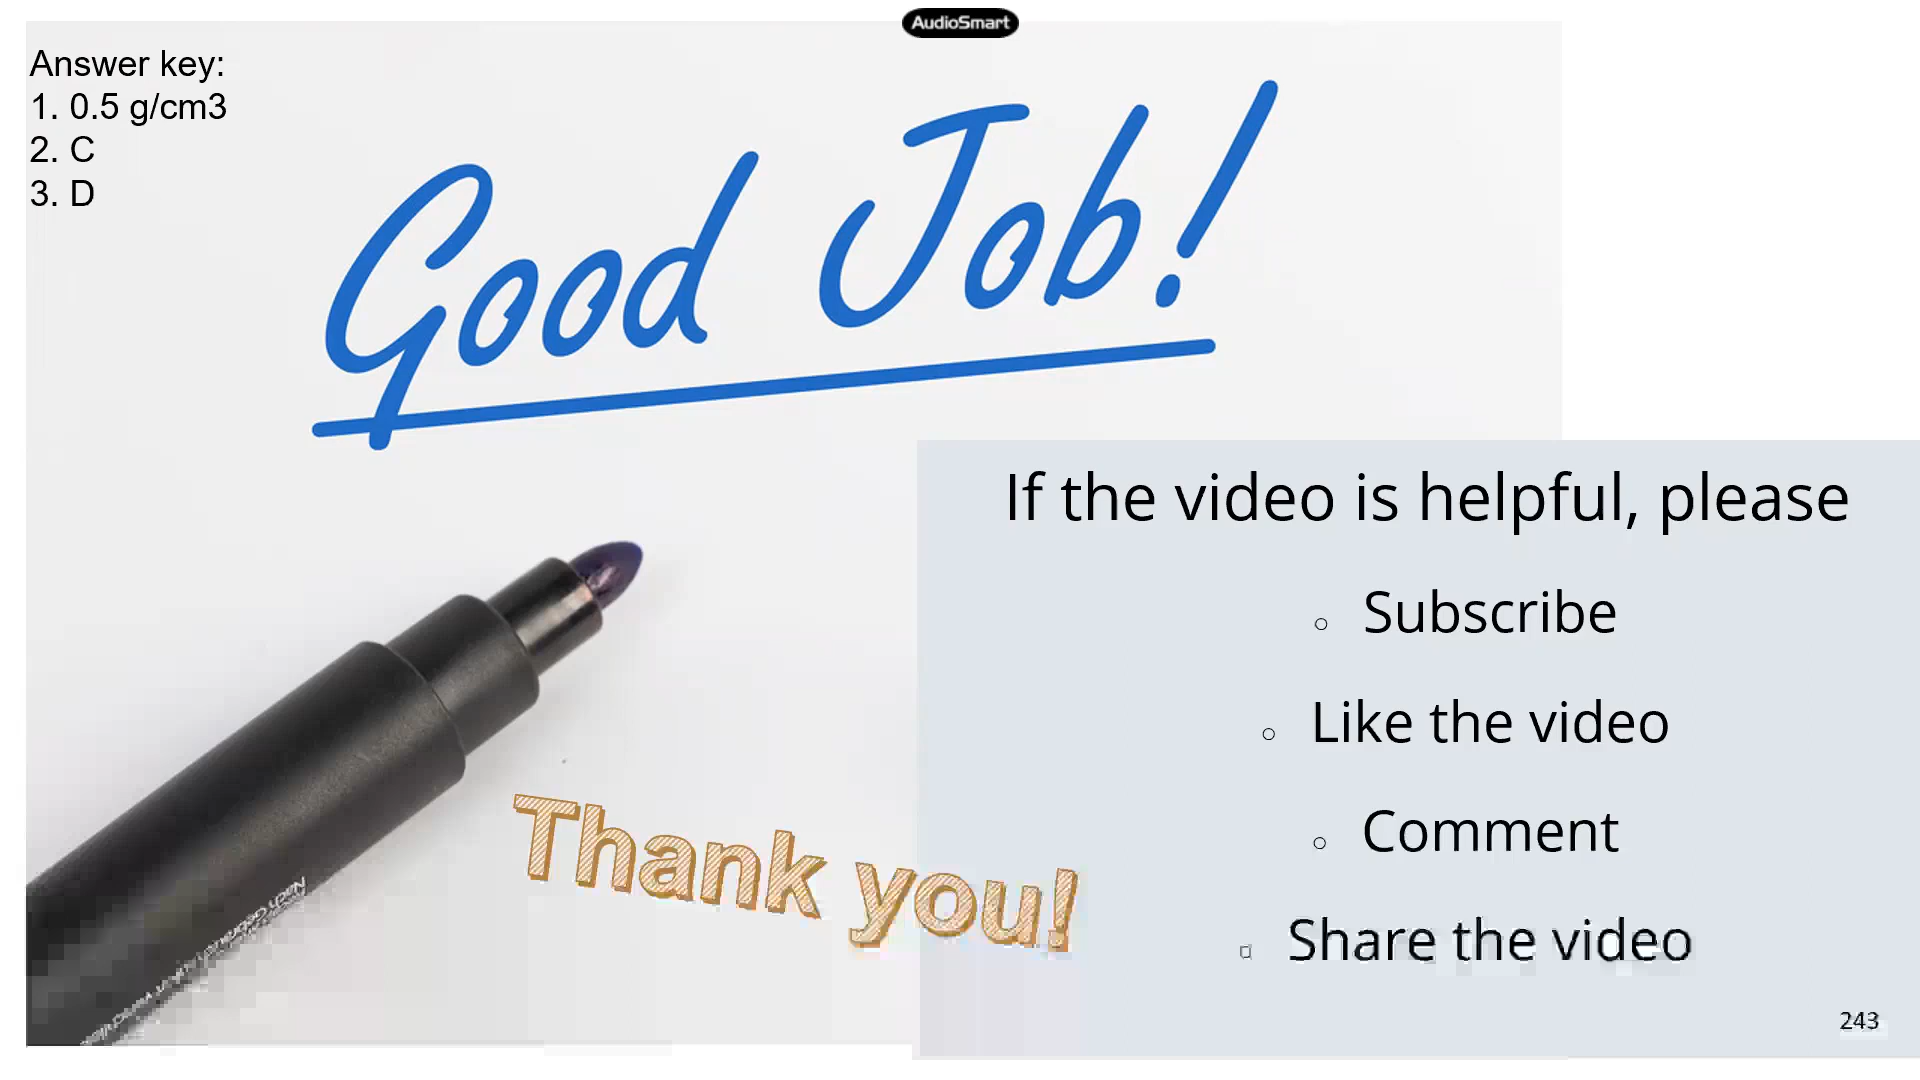 AudioSmart
Answer key:
1. 0.5 g/cm3
2. C
3. D
Good Job!
If the video is helpful, please
○ Subscribe
○ Like the video
○ Comment
Share the video
Thank you!
243